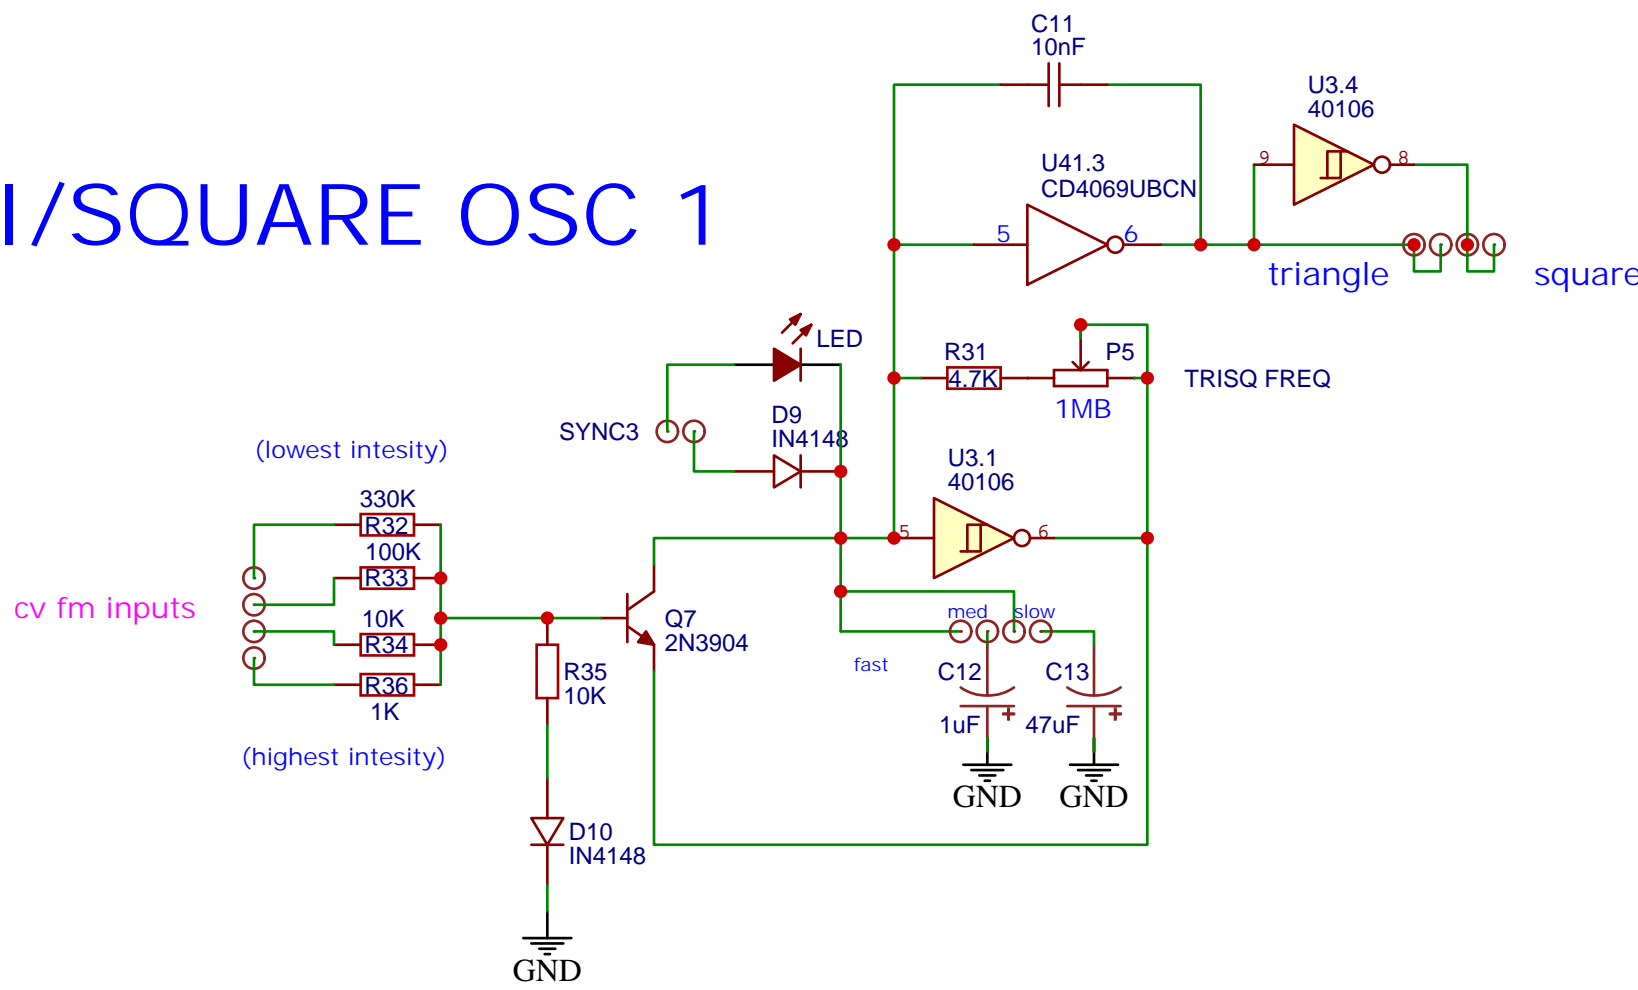 C11
10nF
U3.4
40106
9
8
I/SQUARE OSC 1
U41.3
CD4069UBCN
5
6
triangle
square
LED
R31
4.7K
P5
1MB
TRISQ FREQ
SYNC3
D9
IN4148
(lowest intesity)
U3.1
40106
5
6
330K
R32
100K
R33
cv fm inputs
10K
R34
R36
1K
(highest intesity)
Q7
2N3904
med
slow
fast
R35
10K
C12
1uF
C13
47uF
+
+
GND
GND
D10
IN4148
GND